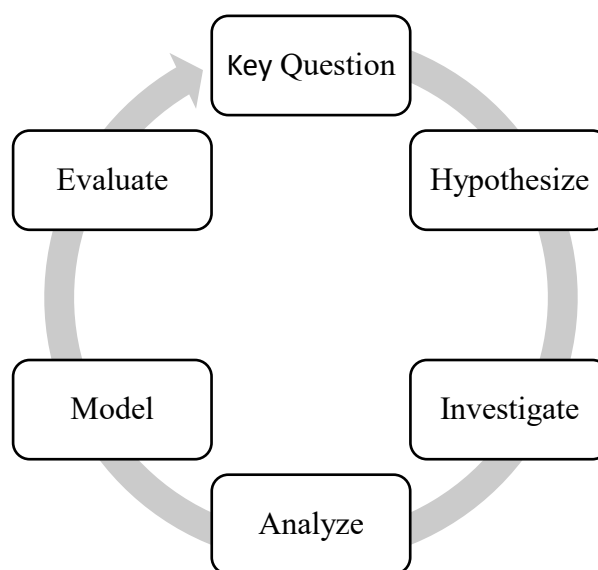 Key Question
Hypothesize
Investigate
Analyze
Model
Evaluate